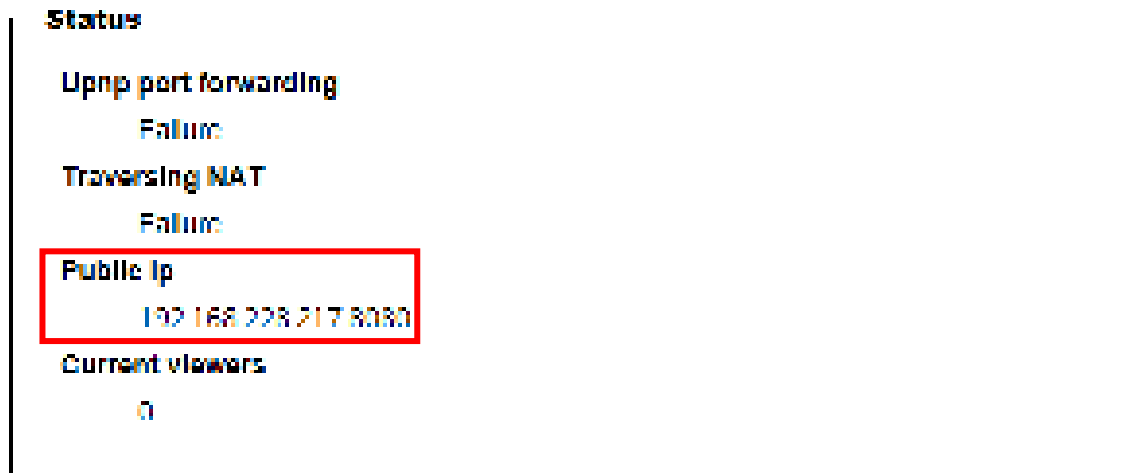 Status
Upnp port forwarding
Failure
Traversing NAT
Failure
Public ip
192.168.228.217:8080
Current viewers
0